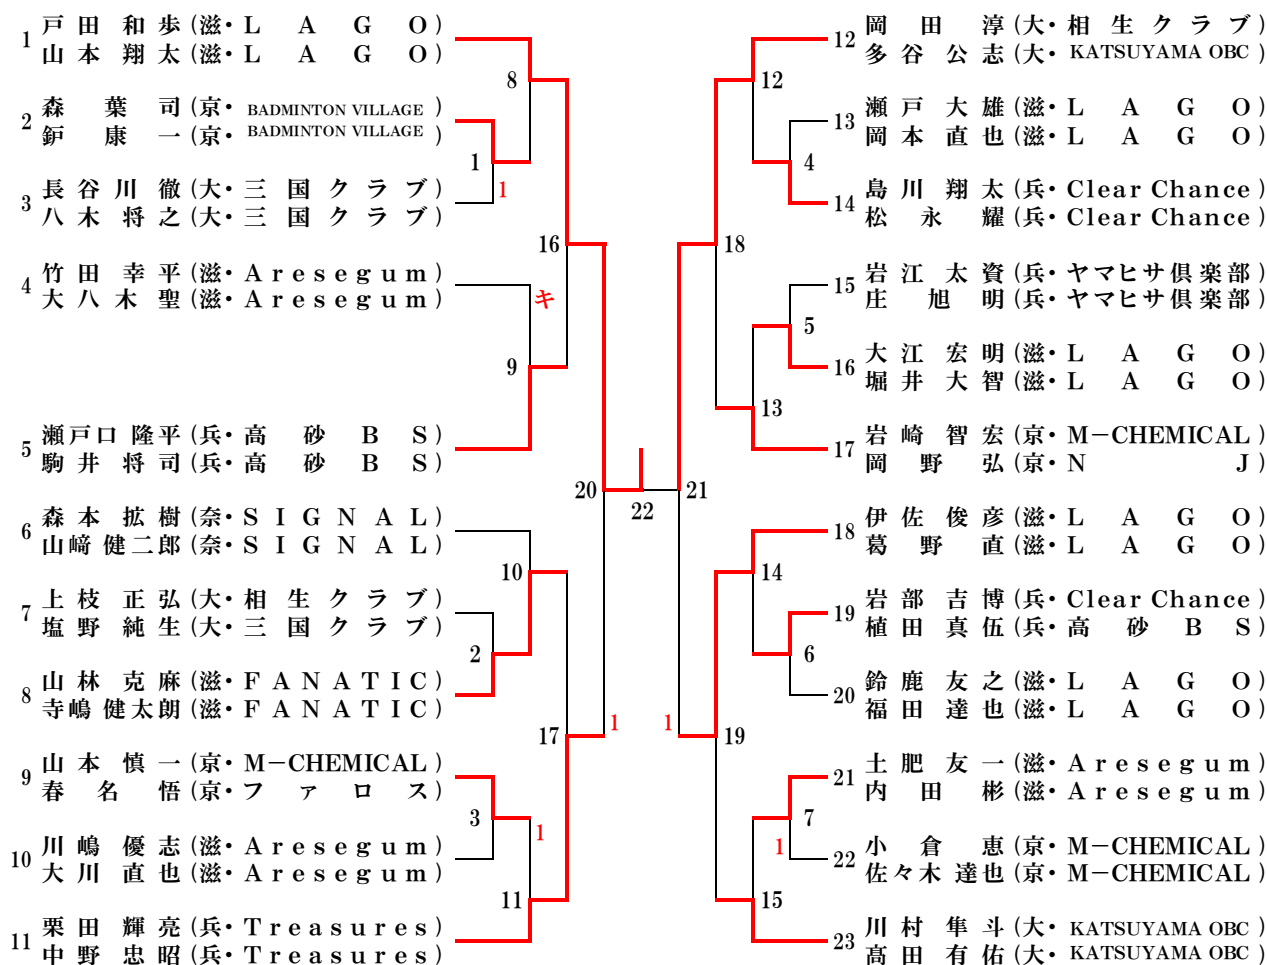 1 戸田和歩(滋・LAGO)
山本翔太(滋・LAGO)
2 森葉司(京・BADMINTON VILLAGE)
鈩康一(京・BADMINTON VILLAGE)
3 長谷川徹(大・三国クラブ)
八木将之(大・三国クラブ)
4 竹田幸平(滋・Aresegum)
大八木聖(滋・Aresegum)
5 瀬戸口隆平(兵・高砂BS)
駒井将司(兵・高砂BS)
6 森本拡樹(奈・SIGNAL)
山﨑健二郎(奈・SIGNAL)
7 上枝正弘(大・相生クラブ)
塩野純生(大・三国クラブ)
8 山林克麻(滋・FANATIC)
寺嶋健太朗(滋・FANATIC)
9 山本慎一(京・M-CHEMICAL)
春名悟(京・ファロス)
10 川嶋優志(滋・Aresegum)
大川直也(滋・Aresegum)
11 栗田輝亮(兵・Treasures)
中野忠昭(兵・Treasures)
8
1
1
16
キ
9
20
22
21
10
2
17
1
3
1
11
12
4
18
5
13
14
6
1
19
7
1
15
12 岡田淳(大・相生クラブ)
多谷公志(大・KATSUYAMA OBC)
13 瀬戸大雄(滋・LAGO)
岡本直也(滋・LAGO)
14 島川翔太(兵・Clear Chance)
松永耀(兵・Clear Chance)
15 岩江太資(兵・ヤマヒサ倶楽部)
庄旭明(兵・ヤマヒサ倶楽部)
16 大江宏明(滋・LAGO)
堀井大智(滋・LAGO)
17 岩崎智宏(京・M-CHEMICAL)
岡野弘(京・NJ)
18 伊佐俊彦(滋・LAGO)
葛野直(滋・LAGO)
19 岩部吉博(兵・Clear Chance)
植田真伍(兵・高砂BS)
20 鈴鹿友之(滋・LAGO)
福田達也(滋・LAGO)
21 土肥友一(滋・Aresegum)
内田彬(滋・Aresegum)
22 小倉恵(京・M-CHEMICAL)
佐々木達也(京・M-CHEMICAL)
23 川村隼斗(大・KATSUYAMA OBC)
髙田有佑(大・KATSUYAMA OBC)